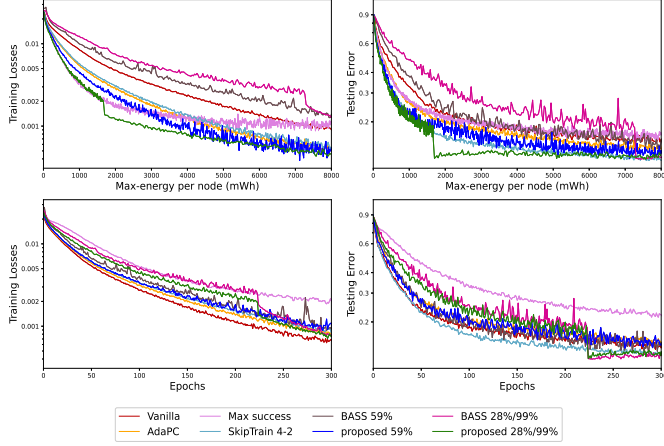 Training Losses
0.01
0.005
0.002
0.001
0 1000 2000 3000 4000 5000 6000 7000 8000
Max-energy per node (mWh)
Testing Error
0.9
0.6
0.4
0.3
0.2
0 1000 2000 3000 4000 5000 6000 7000 8000
Max-energy per node (mWh)
Training Losses
0.01
0.005
0.002
0.001
0 50 100 150 200 250 300
Epochs
Testing Error
0.9
0.6
0.4
0.3
0.2
0 50 100 150 200 250 300
Epochs
Vanilla Max success BASS 59% BASS 28%/99%
AdaPC SkipTrain 4-2 proposed 59% proposed 28%/99%